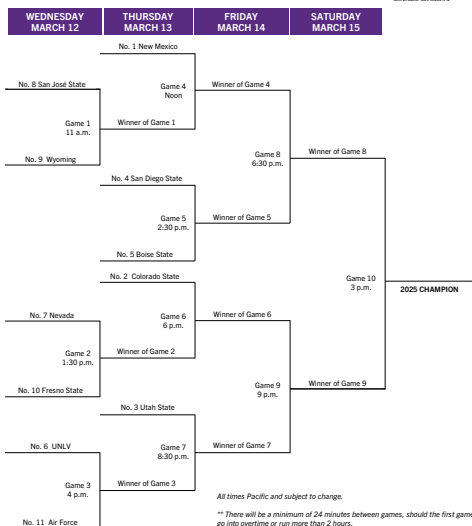 WEDNESDAY
MARCH 12
THURSDAY
MARCH 13
FRIDAY
MARCH 14
SATURDAY
MARCH 15
No. 1 New Mexico
No. 8 San José State
Game 4
Noon
Winner of Game 4
Game 1
11 a.m.
Winner of Game 1
No. 9 Wyoming
Game 8
6:30 p.m.
Winner of Game 8
No. 4 San Diego State
Game 5
2:30 p.m.
Winner of Game 5
No. 5 Boise State
No. 2 Colorado State
Game 10
3 p.m.
2025 CHAMPION
No. 7 Nevada
Game 6
6 p.m.
Winner of Game 6
Game 2
1:30 p.m.
Winner of Game 2
No. 10 Fresno State
Game 9
9 p.m.
Winner of Game 9
No. 3 Utah State
No. 6 UNLV
Game 7
8:30 p.m.
Winner of Game 7
Game 3
4 p.m.
Winner of Game 3
No. 11 Air Force
All times Pacific and subject to change.
** There will be a minimum of 24 minutes between games, should the first game
go into overtime or run more than 2 hours.